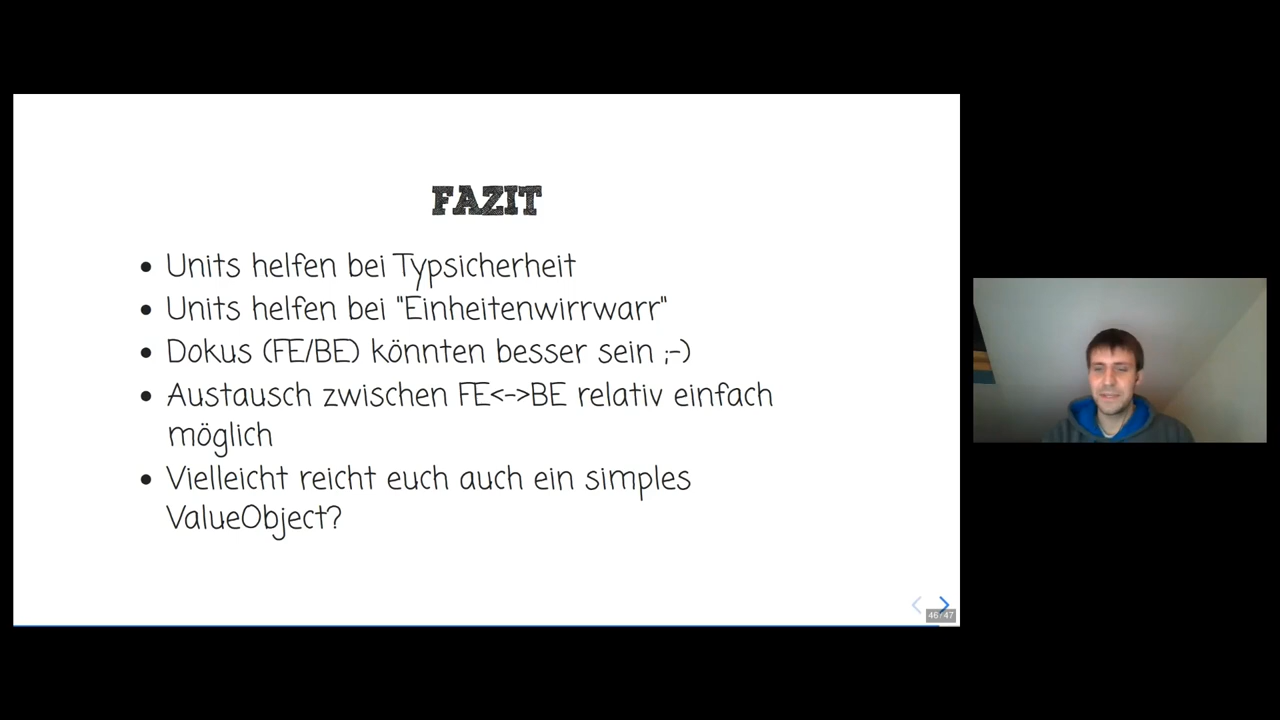 FAZIT
• Units helfen bei Typsicherheit
• Units helfen bei "Einheitenwirrwarr"
• Dokus (FE/BE) könnten besser sein ;-)
• Austausch zwischen FE<->BE relativ einfach
möglich
• Vielleicht reicht euch auch ein simples
ValueObject?
46/47